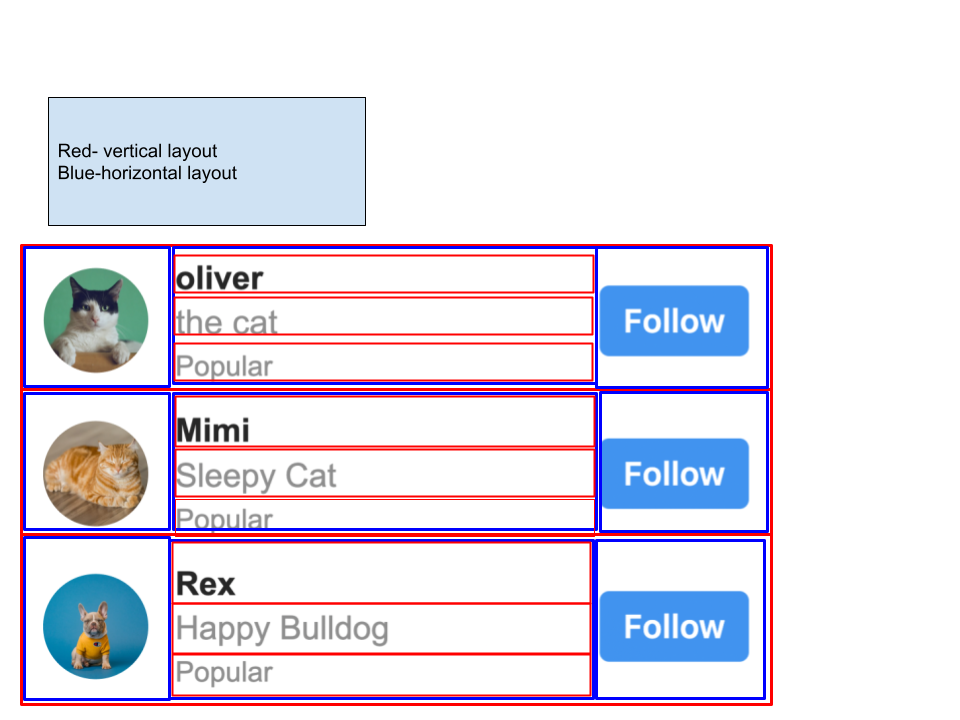 Red- vertical layout
Blue-horizontal layout
oliver
the cat
Popular
Follow
Mimi
Sleepy Cat
Popular
Follow
Rex
Happy Bulldog
Popular
Follow